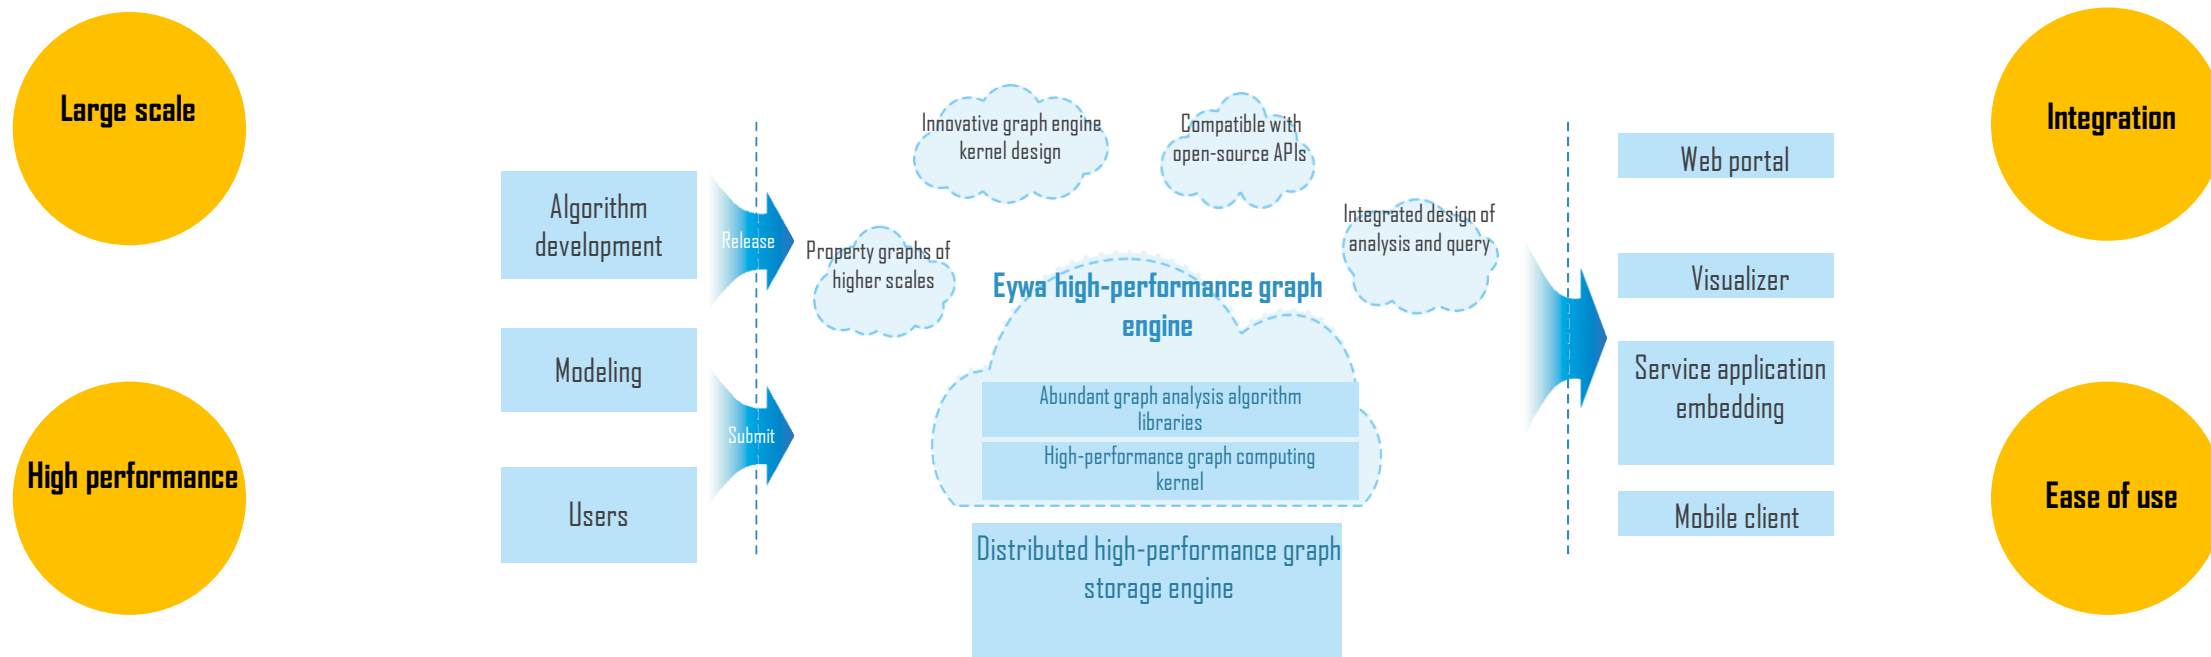 Large scale
High performance
Algorithm
development
Modeling
Users
Release
Submit
Innovative graph engine
kernel design
Compatible with
open-source APIs
Property graphs of
higher scales
Integrated design of
analysis and query
Eywa high-performance graph
engine
Abundant graph analysis algorithm
libraries
High-performance graph computing
kernel
Distributed high-performance graph
storage engine
Web portal
Visualizer
Service application
embedding
Mobile client
Integration
Ease of use